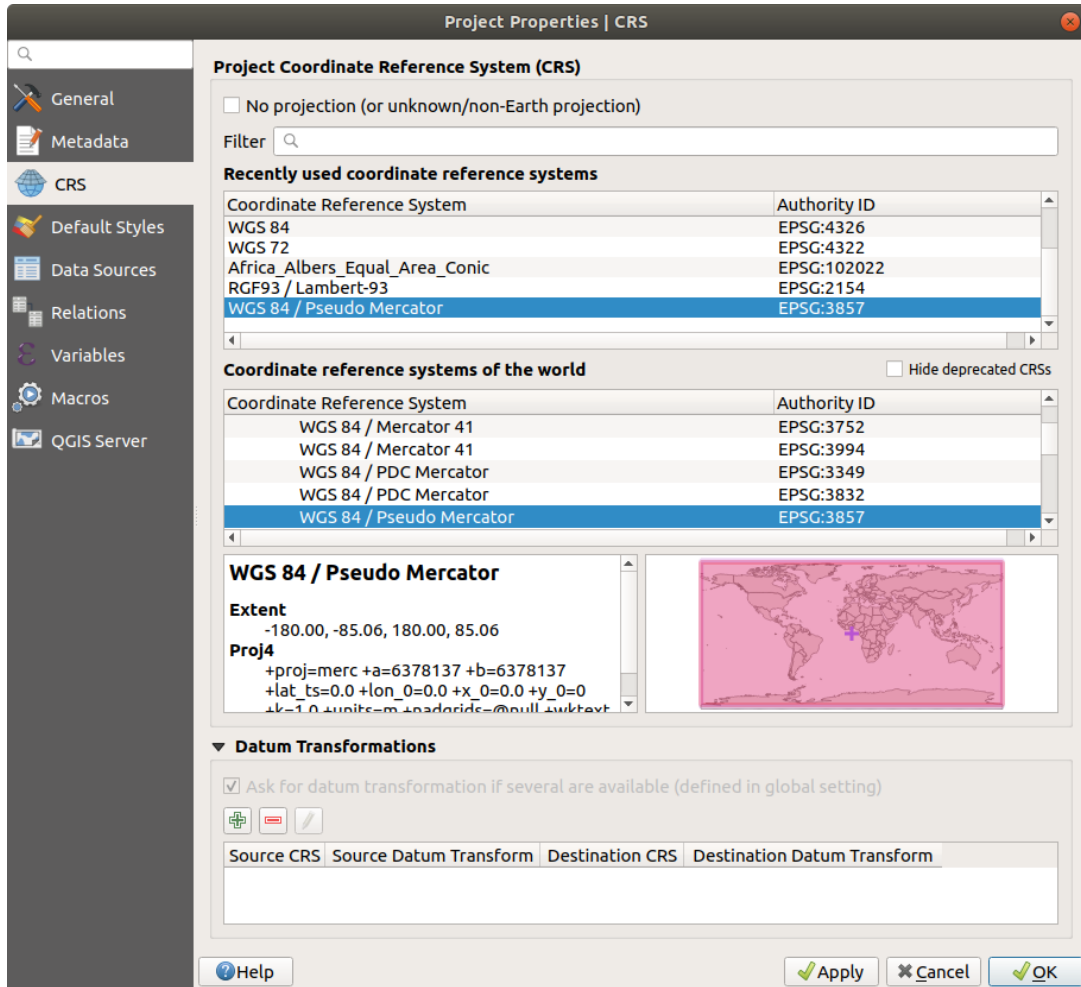 Project Properties | CRS
General
Metadata
CRS
Default Styles
Data Sources
Relations
Variables
Macros
QGIS Server
Project Coordinate Reference System (CRS)
No projection (or unknown/non-Earth projection)
Filter
Recently used coordinate reference systems
Coordinate Reference System Authority ID
WGS 84 EPSG:4326
WGS 72 EPSG:4322
Africa_Albers_Equal_Area_Conic EPSG:102022
RGF93 / Lambert-93 EPSG:2154
WGS 84 / Pseudo Mercator EPSG:3857
Coordinate reference systems of the world Hide deprecated CRSs
Coordinate Reference System Authority ID
WGS 84 / Mercator 41 EPSG:3752
WGS 84 / Mercator 41 EPSG:3994
WGS 84 / PDC Mercator EPSG:3349
WGS 84 / PDC Mercator EPSG:3832
WGS 84 / Pseudo Mercator EPSG:3857
WGS 84 / Pseudo Mercator
Extent
-180.00, -85.06, 180.00, 85.06
Proj4
+proj=merc +a=6378137 +b=6378137
+lat_ts=0.0 +lon_0=0.0 +x_0=0.0 +y_0=0
+k=1.0 +units=m +nadgrids=@null +wktext
Datum Transformations
Ask for datum transformation if several are available (defined in global setting)
Source CRS Source Datum Transform Destination CRS Destination Datum Transform
Help Apply Cancel OK